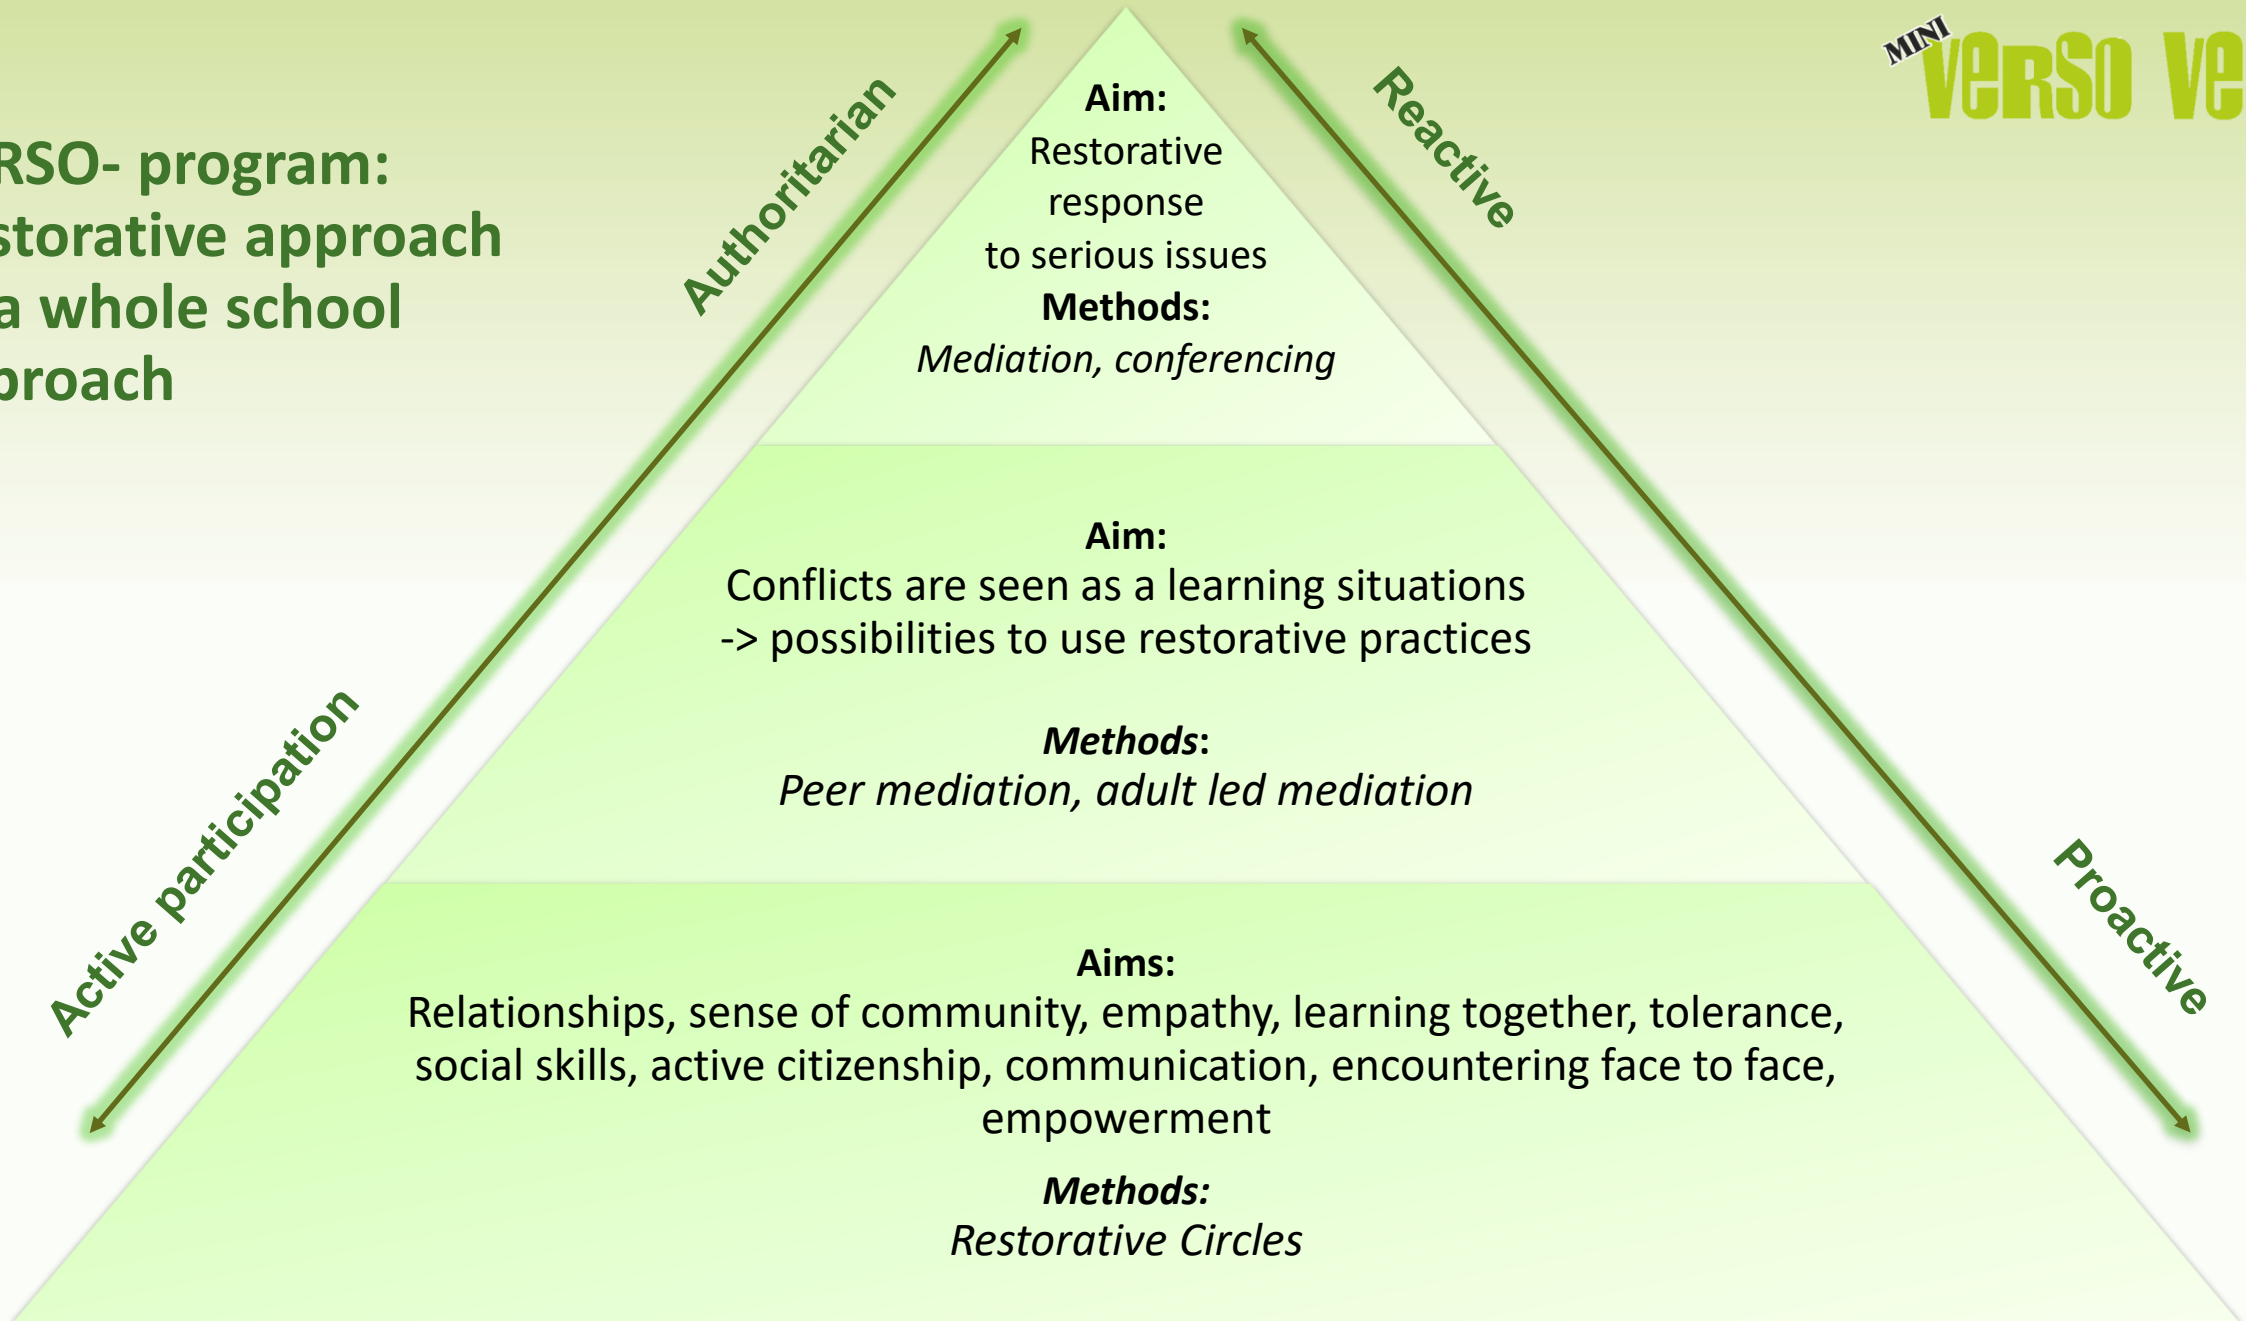 MINI
VERSO VE
RSO- program:
storative approach
a whole school
proach
Authoritarian
Reactive
Aim:
Restorative
response
to serious issues
Methods:
Mediation, conferencing
Aim:
Conflicts are seen as a learning situations
-> possibilities to use restorative practices
Methods:
Peer mediation, adult led mediation
Active participation
Proactive
Aims:
Relationships, sense of community, empathy, learning together, tolerance,
social skills, active citizenship, communication, encountering face to face,
empowerment
Methods:
Restorative Circles